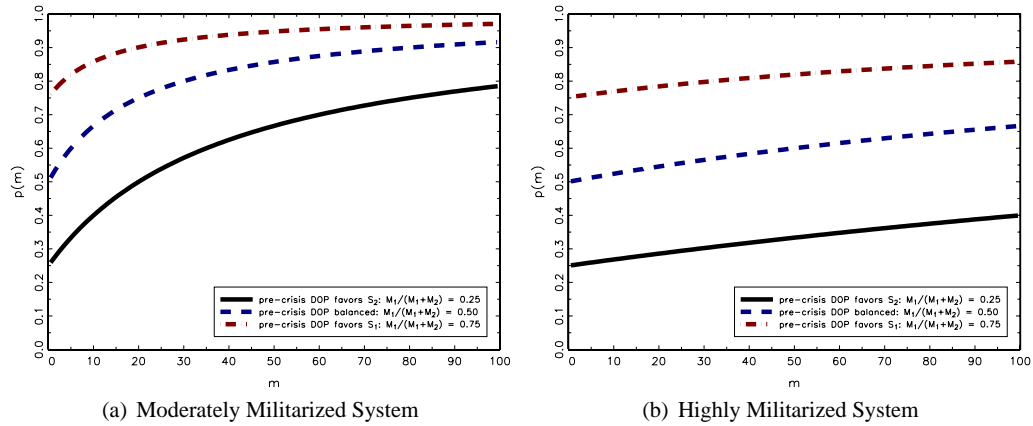 1.0
0.9
0.8
0.7
0.6
0.5
0.4
0.3
0.2
0.1
0.0
p(m)
pre-crisis DOP favors S₂: M₁/(M₁+M₂) = 0.25
pre-crisis DOP balanced: M₁/(M₁+M₂) = 0.50
pre-crisis DOP favors S₁: M₁/(M₁+M₂) = 0.75
0 10 20 30 40 50 60 70 80 90 100
m
(a) Moderately Militarized System
1.0
0.9
0.8
0.7
0.6
0.5
0.4
0.3
0.2
0.1
0.0
p(m)
pre-crisis DOP favors S₂: M₁/(M₁+M₂) = 0.25
pre-crisis DOP balanced: M₁/(M₁+M₂) = 0.50
pre-crisis DOP favors S₁: M₁/(M₁+M₂) = 0.75
0 10 20 30 40 50 60 70 80 90 100
m
(b) Highly Militarized System